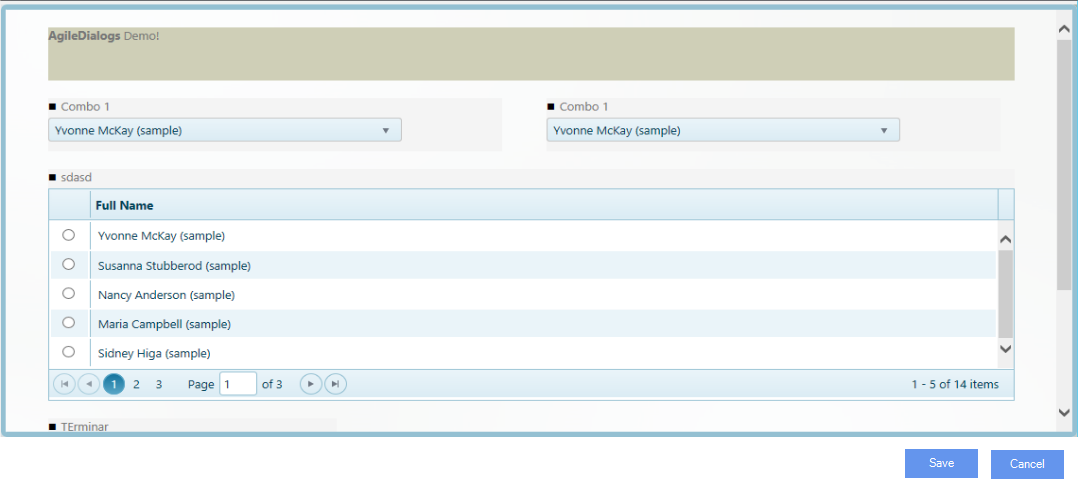 AgileDialogs Demo!
Combo 1 Combo 1
Yvonne McKay (sample) Yvonne McKay (sample)
sdasd
Full Name
Yvonne McKay (sample)
Susanna Stubberod (sample)
Nancy Anderson (sample)
Maria Campbell (sample)
Sidney Higa (sample)
1 2 3 Page 1 of 3 1 - 5 of 14 items
TErminar
Save Cancel